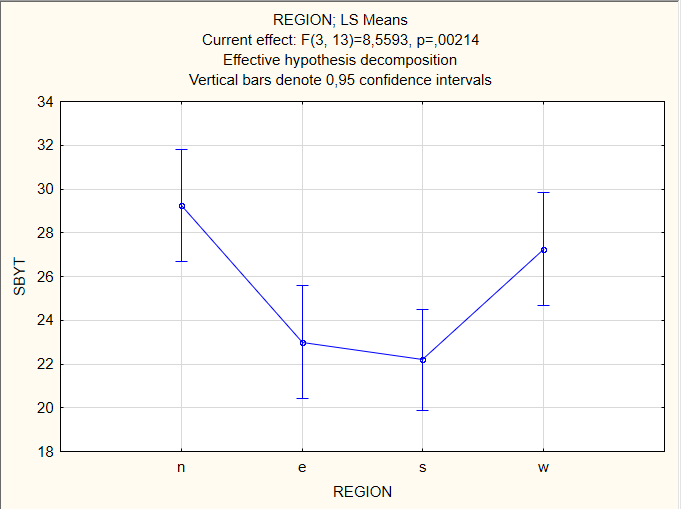 REGION; LS Means
Current effect: F(3, 13)=8,5593, p=,00214
Effective hypothesis decomposition
Vertical bars denote 0,95 confidence intervals
34
32
30
28
26
24
22
20
18
SBYT
n e s w
REGION